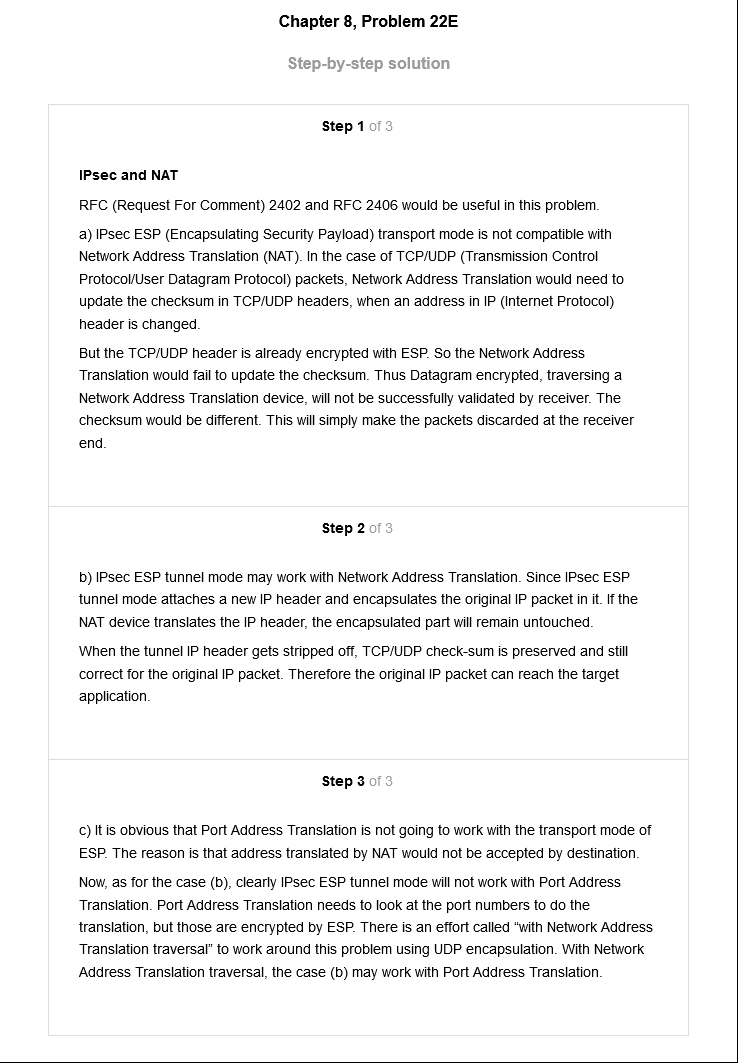 Chapter 8, Problem 22E
Step-by-step solution
Step 1 of 3
IPsec and NAT
RFC (Request For Comment) 2402 and RFC 2406 would be useful in this problem.
a) IPsec ESP (Encapsulating Security Payload) transport mode is not compatible with
Network Address Translation (NAT). In the case of TCP/UDP (Transmission Control
Protocol/User Datagram Protocol) packets, Network Address Translation would need to
update the checksum in TCP/UDP headers, when an address in IP (Internet Protocol)
header is changed.
But the TCP/UDP header is already encrypted with ESP. So the Network Address
Translation would fail to update the checksum. Thus Datagram encrypted, traversing a
Network Address Translation device, will not be successfully validated by receiver. The
checksum would be different. This will simply make the packets discarded at the receiver
end.
Step 2 of 3
b) IPsec ESP tunnel mode may work with Network Address Translation. Since IPsec ESP
tunnel mode attaches a new IP header and encapsulates the original IP packet in it. If the
NAT device translates the IP header, the encapsulated part will remain untouched.
When the tunnel IP header gets stripped off, TCP/UDP check-sum is preserved and still
correct for the original IP packet. Therefore the original IP packet can reach the target
application.
Step 3 of 3
c) It is obvious that Port Address Translation is not going to work with the transport mode of
ESP. The reason is that address translated by NAT would not be accepted by destination.
Now, as for the case (b), clearly IPsec ESP tunnel mode will not work with Port Address
Translation. Port Address Translation needs to look at the port numbers to do the
translation, but those are encrypted by ESP. There is an effort called “with Network Address
Translation traversal” to work around this problem using UDP encapsulation. With Network
Address Translation traversal, the case (b) may work with Port Address Translation.